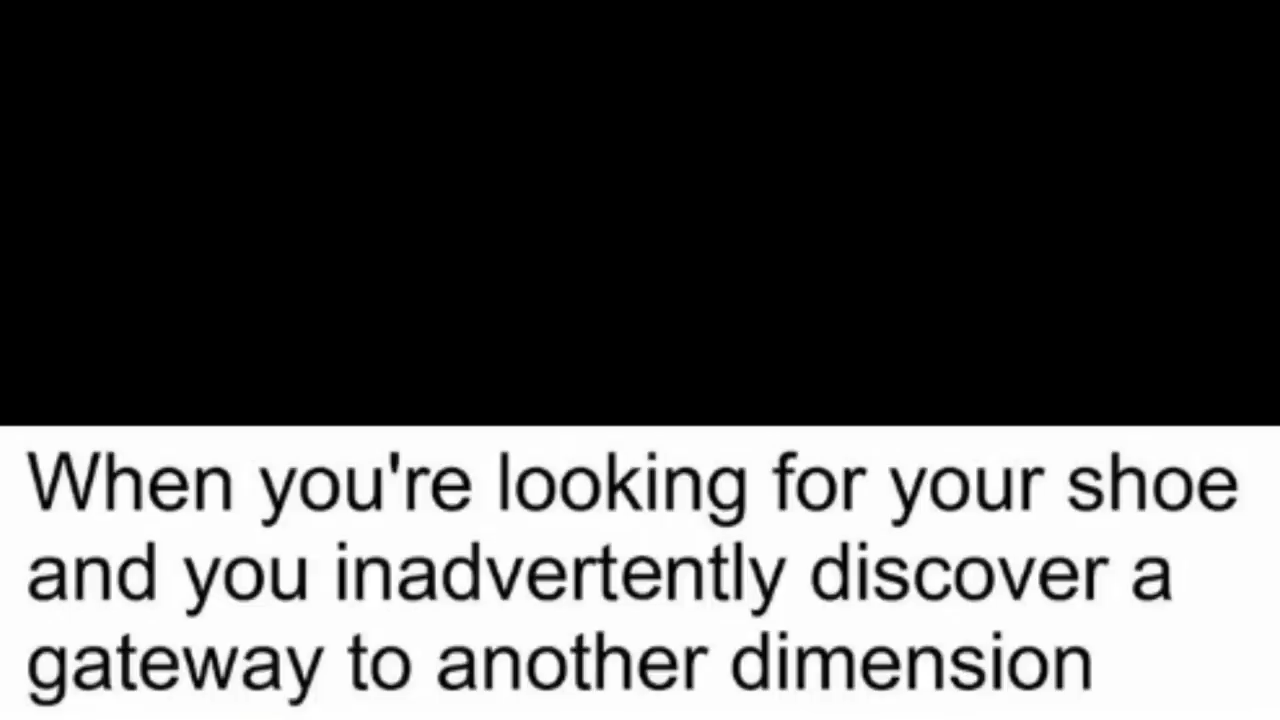 When you're looking for your shoe
and you inadvertently discover a
gateway to another dimension